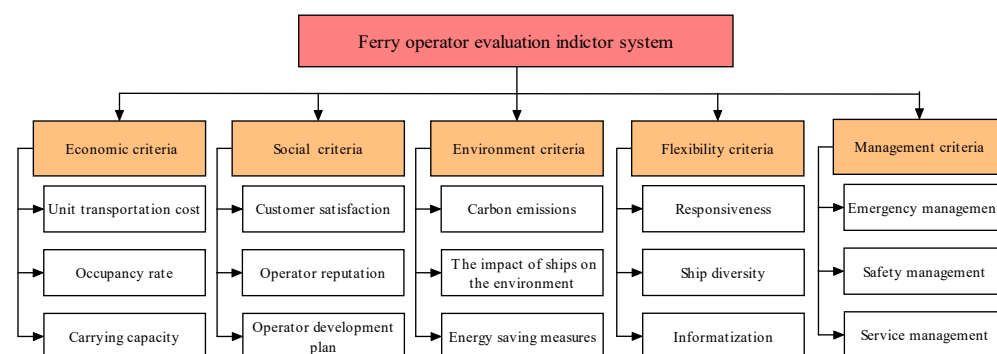 Ferry operator evaluation indictor system
Economic criteria
Social criteria
Environment criteria
Flexibility criteria
Management criteria
Unit transportation cost
Customer satisfaction
Carbon emissions
Responsiveness
Emergency management
Occupancy rate
Operator reputation
The impact of ships on
the environment
Ship diversity
Safety management
Carrying capacity
Operator development
plan
Energy saving measures
Informatization
Service management